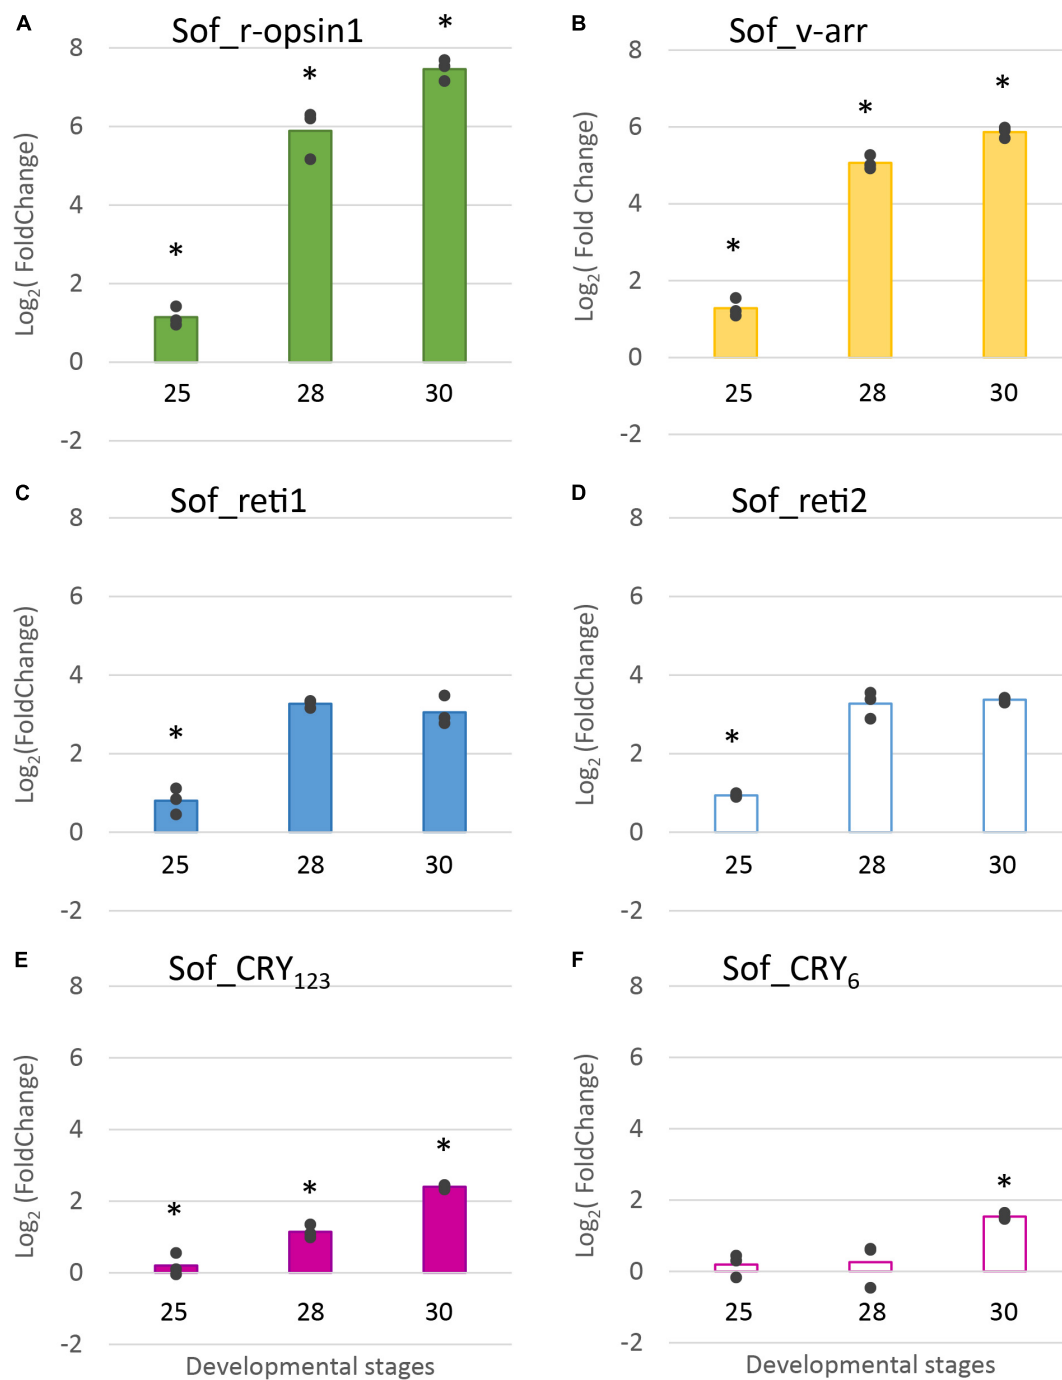 A
Sof_r-opsin1
*
*
*
Log2( FoldChange)
8
6
4
2
0
-2
25 28 30
B
Sof_v-arr
*
*
*
Log2( Fold Change)
8
6
4
2
0
-2
25 28 30
C
Sof_reti1
*
Log2(FoldChange)
8
6
4
2
0
-2
25 28 30
D
Sof_reti2
*
Log2 (FoldChange)
8
6
4
2
0
-2
25 28 30
E
Sof_CRY123
*
*
*
Log2 (FoldChange)
8
6
4
2
0
-2
25 28 30
Developmental stages
F
Sof_CRY6
*
Log2( FoldChange)
8
6
4
2
0
-2
25 28 30
Developmental stages